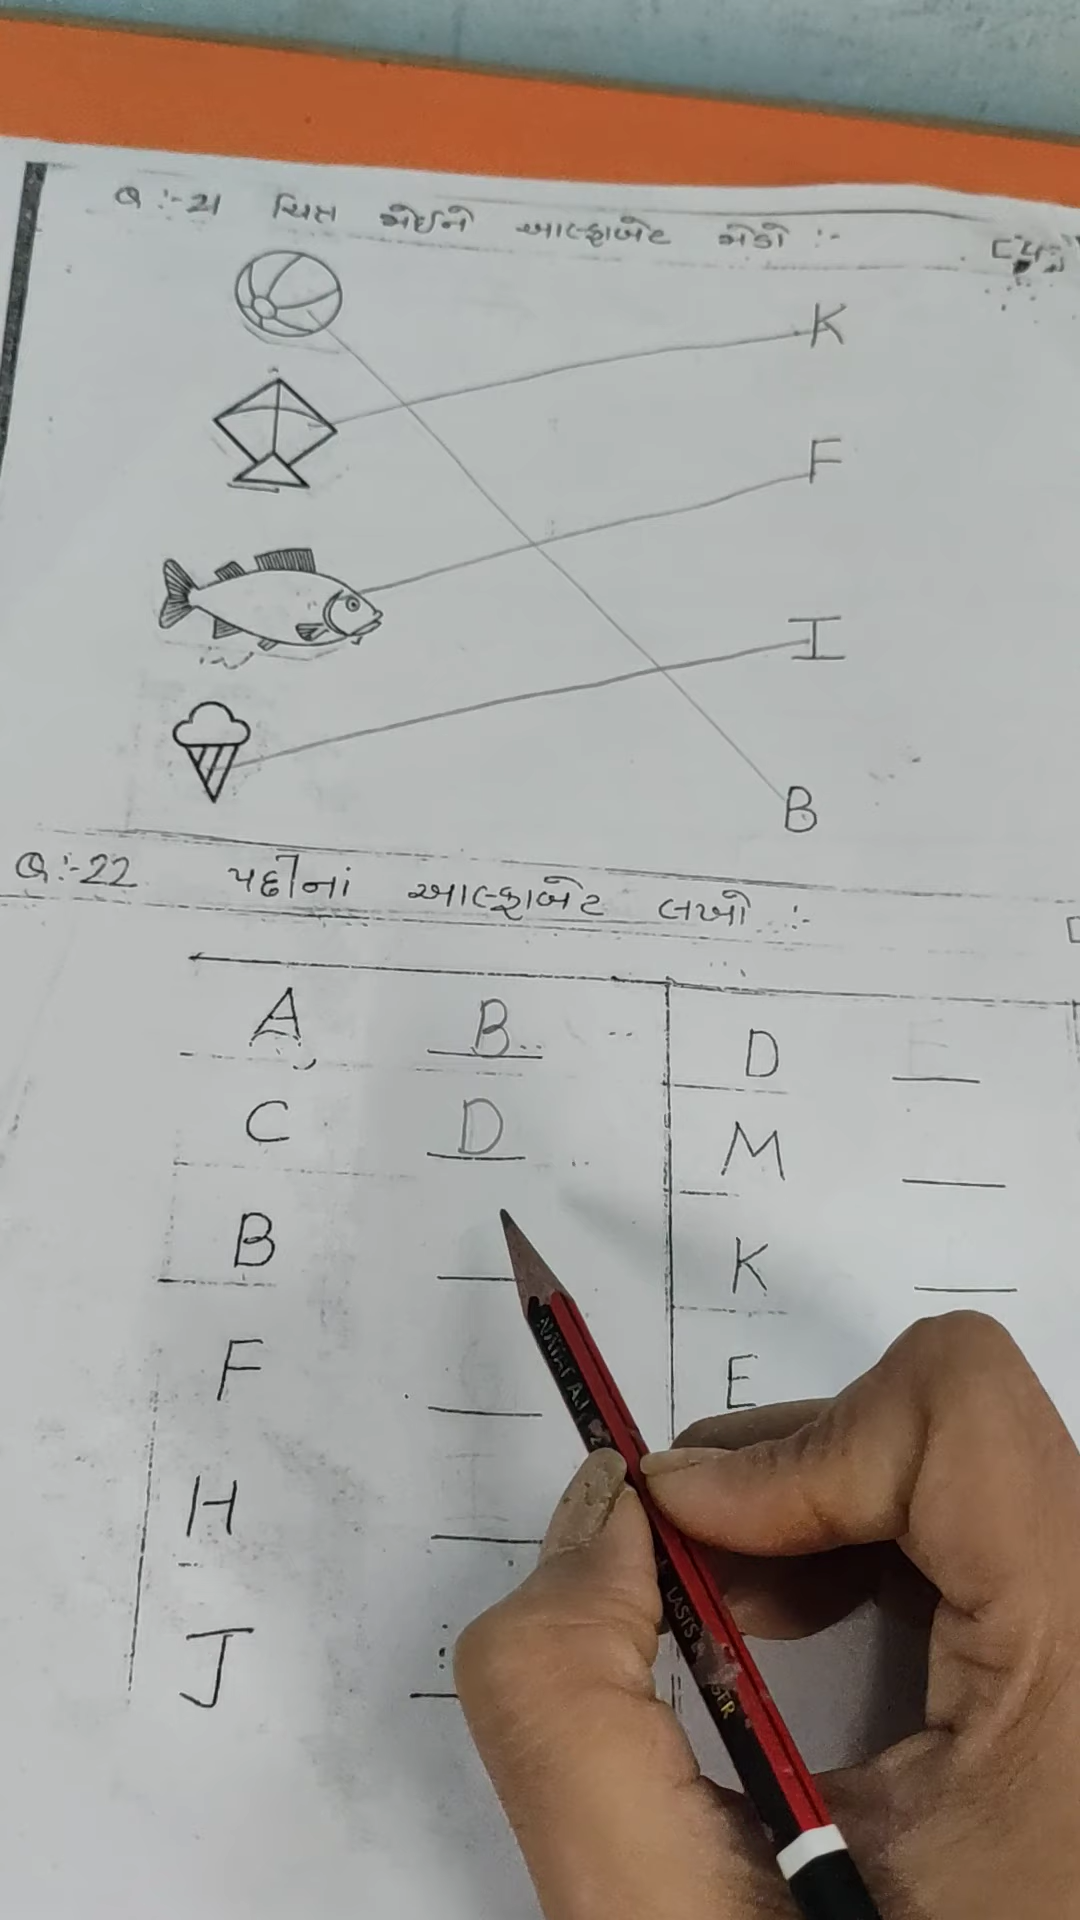 Q :- 21 ચિત્ર જોઈને આલ્ફાબેટ જોડો :-
K
F
I
B
Q :- 22 પછીનાં આલ્ફાબેટ લખો :-
A B D E
C D M
B K
F E
H
J